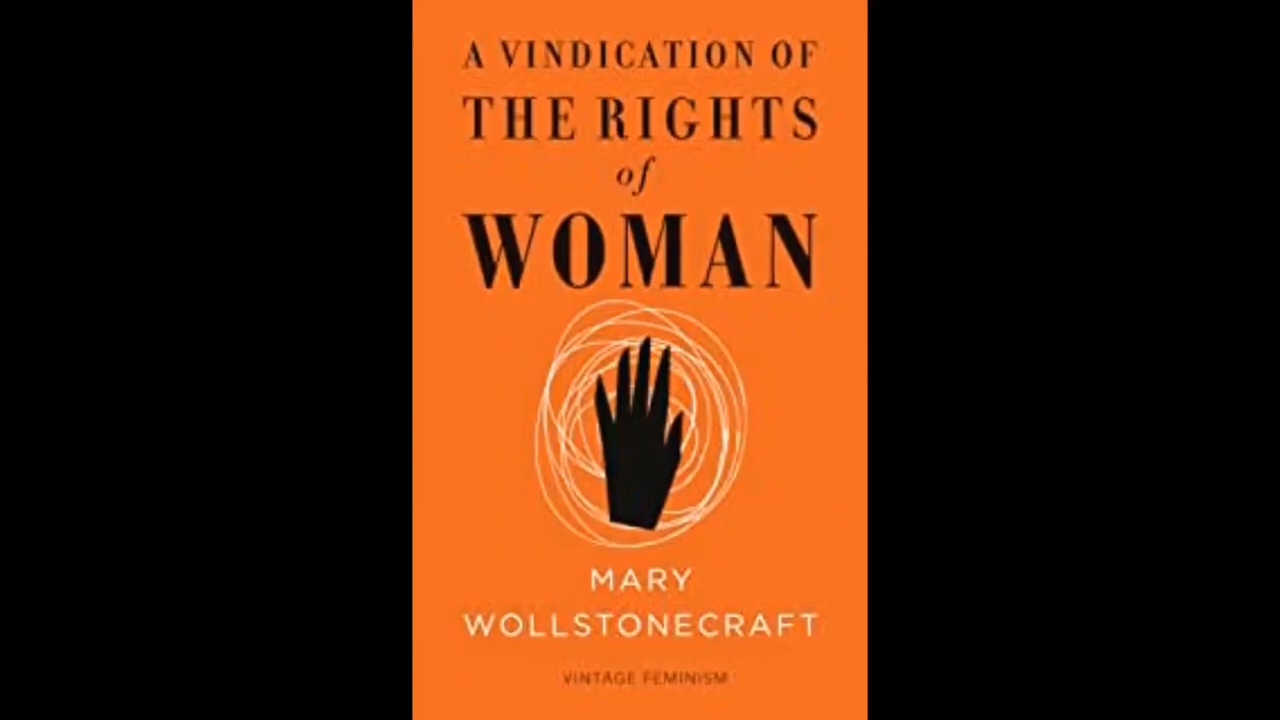 A VINDICATION OF
THE RIGHTS
of
WOMAN
MARY
WOLLSTONECRAFT
VINTAGE FEMINISM